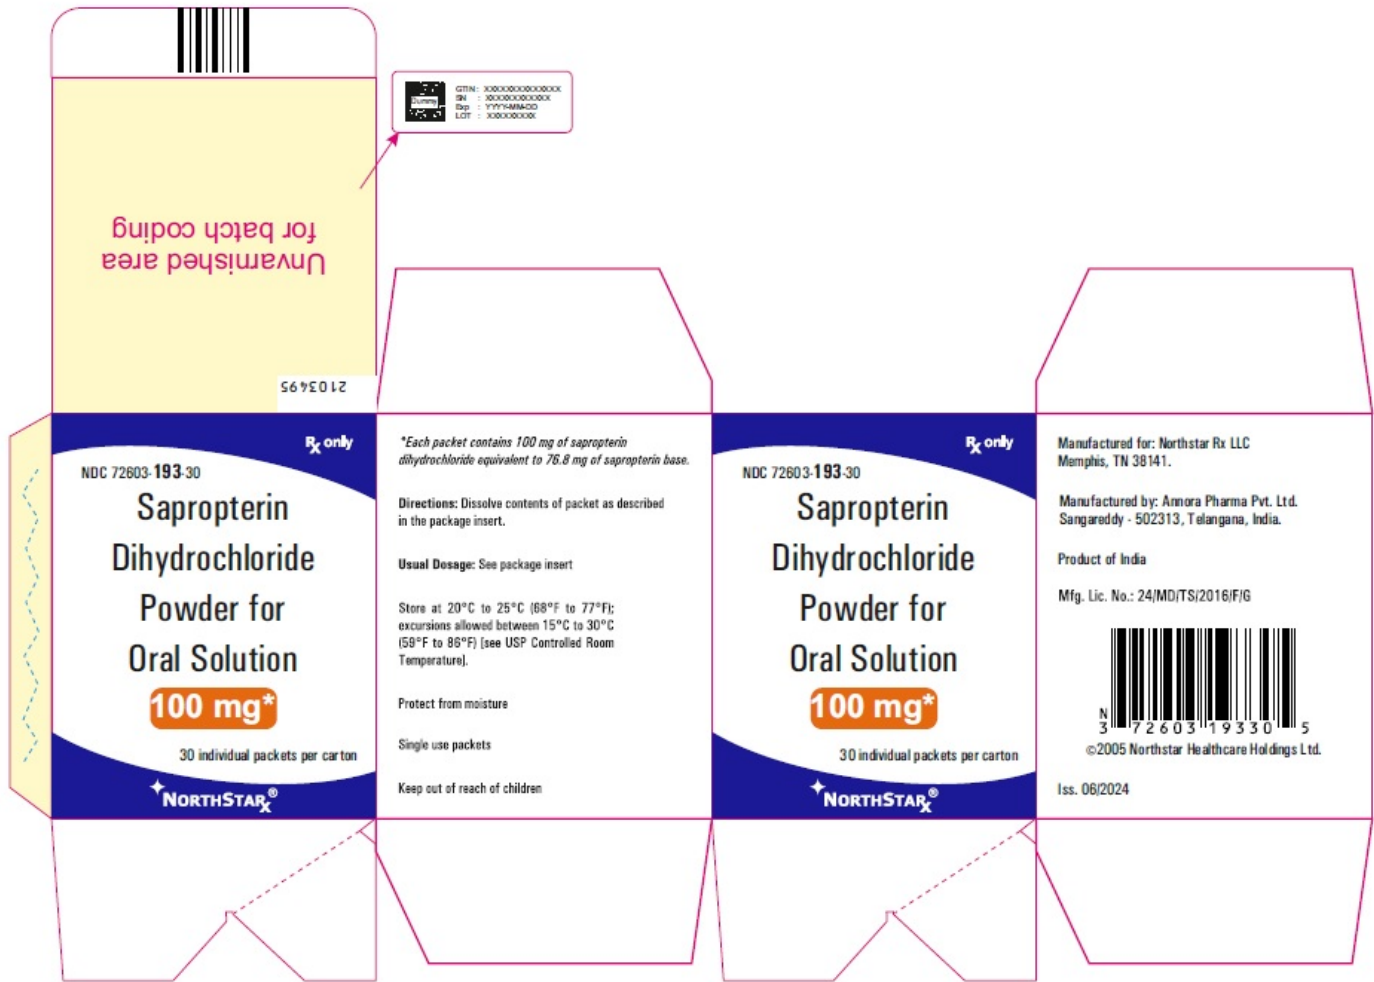 Dummy
GTIN : XXXXXXXXXXXXXX
SN : XXXXXXXXXXXX
Exp : YYYY-MM-DD
LOT : XXXXXXXXX
Unvarnished area
for batch coding
2103495
Rx only
NDC 72603-193-30
Sapropterin
Dihydrochloride
Powder for
Oral Solution
100 mg*
30 individual packets per carton
NORTHSTARx®
*Each packet contains 100 mg of sapropterin
dihydrochloride equivalent to 76.8 mg of sapropterin base.
Directions: Dissolve contents of packet as described
in the package insert.
Usual Dosage: See package insert
Store at 20°C to 25°C (68°F to 77°F);
excursions allowed between 15°C to 30°C
(59°F to 86°F) [see USP Controlled Room
Temperature].
Protect from moisture
Single use packets
Keep out of reach of children
Rx only
NDC 72603-193-30
Sapropterin
Dihydrochloride
Powder for
Oral Solution
100 mg*
30 individual packets per carton
NORTHSTARx®
Manufactured for: Northstar Rx LLC
Memphis, TN 38141.
Manufactured by: Annora Pharma Pvt. Ltd.
Sangareddy - 502313, Telangana, India.
Product of India
Mfg. Lic. No.: 24/MD/TS/2016/F/G
N
3 72603 19330 5
©2005 Northstar Healthcare Holdings Ltd.
Iss. 06/2024